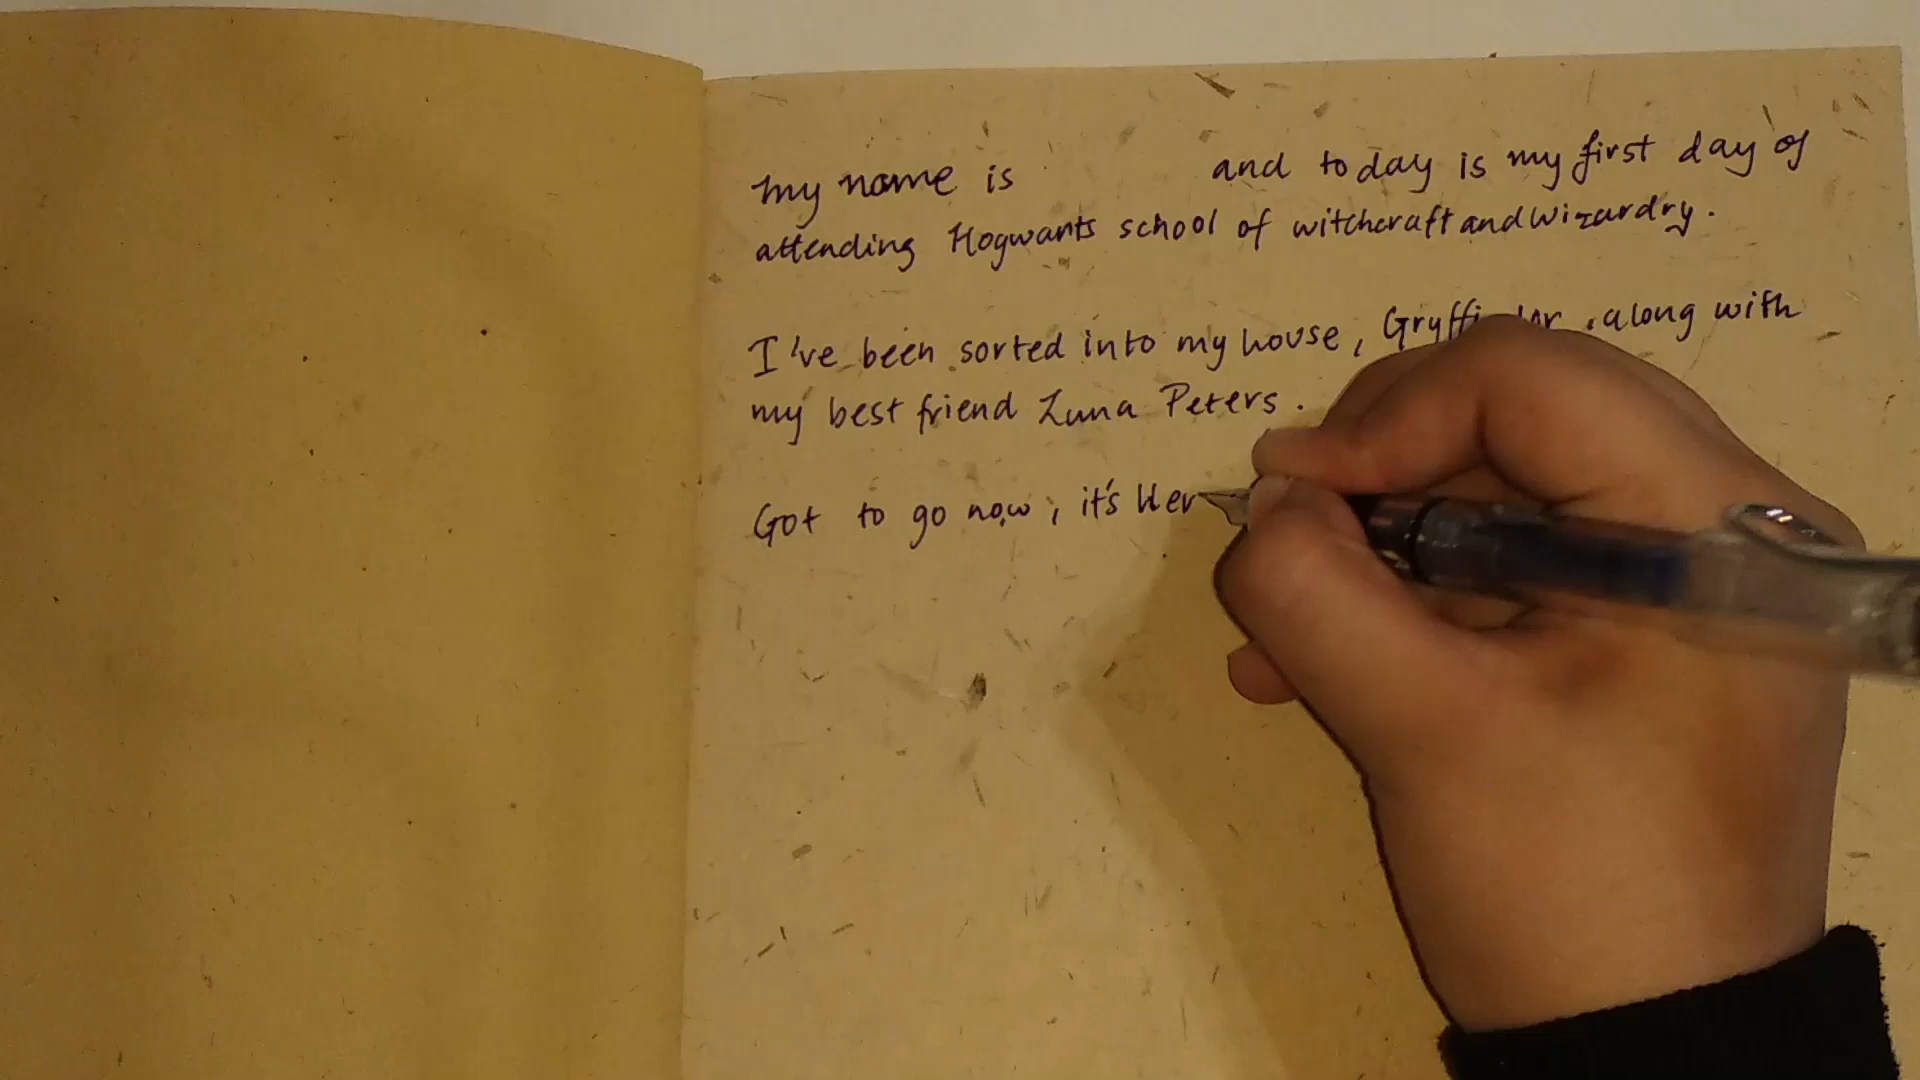 my name is and today is my first day of
attending Hogwarts school of witchcraft and wizardry.
I've been sorted into my house, along with
my best friend Luna Peters.
Got to go now, it's Her